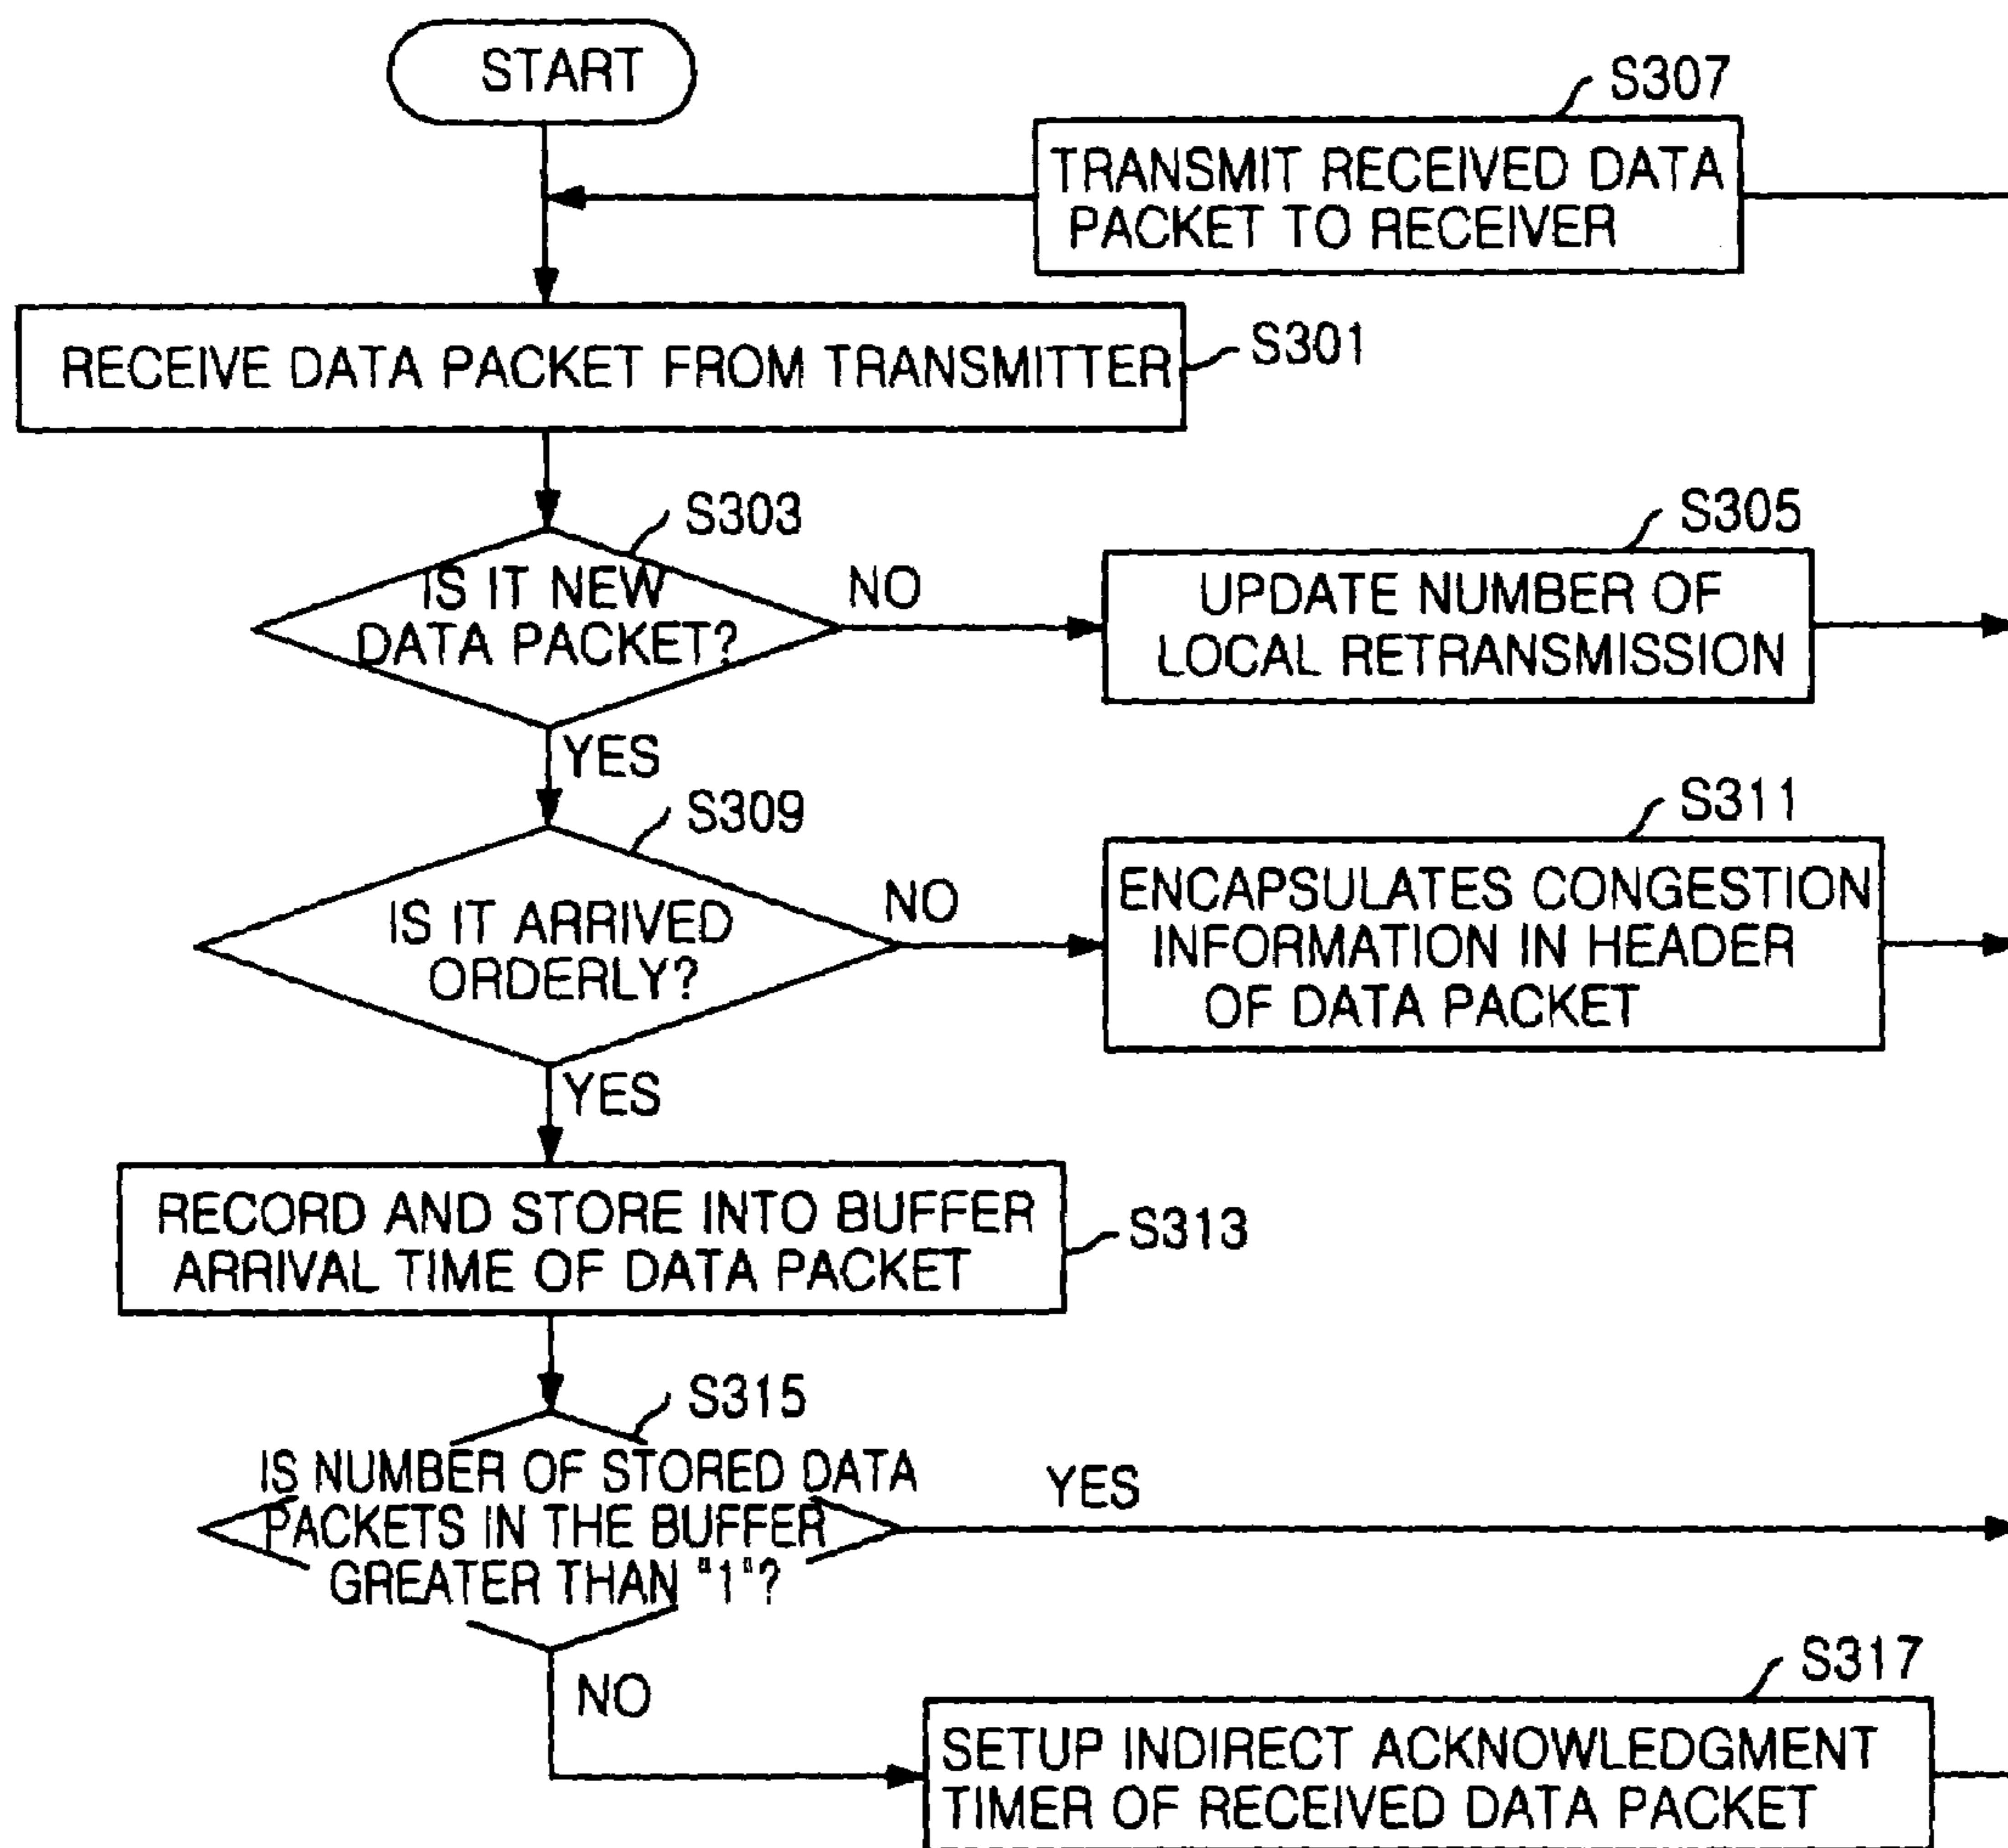 START
S307
TRANSMIT RECEIVED DATA
PACKET TO RECEIVER
RECEIVE DATA PACKET FROM TRANSMITTER
S301
S303
IS IT NEW
DATA PACKET?
NO
S305
UPDATE NUMBER OF
LOCAL RETRANSMISSION
YES
S309
IS IT ARRIVED
ORDERLY?
NO
S311
ENCAPSULATES CONGESTION
INFORMATION IN HEADER
OF DATA PACKET
YES
RECORD AND STORE INTO BUFFER
ARRIVAL TIME OF DATA PACKET
S313
S315
IS NUMBER OF STORED DATA
PACKETS IN THE BUFFER
GREATER THAN "1"?
YES
NO
S317
SETUP INDIRECT ACKNOWLEDGMENT
TIMER OF RECEIVED DATA PACKET